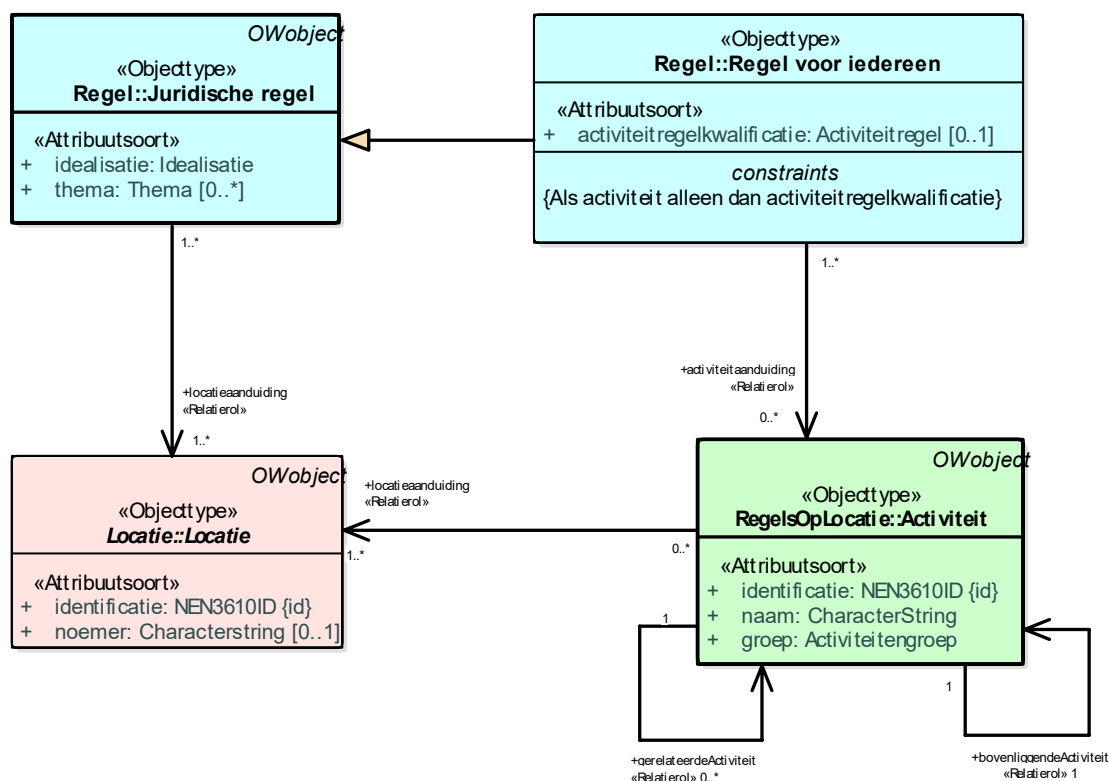 OWobject
«Objecttype»
Regel::Juridische regel
«Attribuutsoort»
+ idealisatie: Idealisatie
+ thema: Thema [0..*]
«Objecttype»
Regel::Regel voor iedereen
«Attribuutsoort»
+ activiteitregelkwalificatie: Activiteitregel [0..1]
constraints
{Als activiteit alleen dan activiteitregelkwalificatie}
1..*
1..*
+locatieaanduiding
«Relatierol»
1..*
+activiteitaanduiding
«Relatierol»
0..*
OWobject
«Objecttype»
Locatie::Locatie
«Attribuutsoort»
+ identificatie: NEN3610ID {id}
+ noemer: Characterstring [0..1]
+locatieaanduiding
«Relatierol»
1..*
0..*
OWobject
«Objecttype»
RegelsOpLocatie::Activiteit
«Attribuutsoort»
+ identificatie: NEN3610ID {id}
+ naam: CharacterString
+ groep: Activiteitengroep
1
1
+gerelateerdeActiviteit
«Relatierol» 0..*
+bovenliggendeActiviteit
«Relatierol» 1